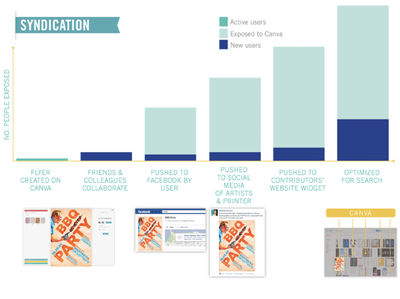 SYNDICATION
Active users
Exposed to Canva
New users
NO. PEOPLE EXPOSED
FLYER
CREATED ON
CANVA
FRIENDS &
COLLEAGUES
COLLABORATE
PUSHED TO
FACEBOOK BY
USER
PUSHED
TO SOCIAL
MEDIA
OF ARTISTS
& PRINTER
PUSHED TO
CONTRIBUTORS'
WEBSITE WIDGET
OPTIMIZED
FOR SEARCH
BBQ
PARTY
facebook
BBQ
PARTY
BBQ
PARTY
CANVA